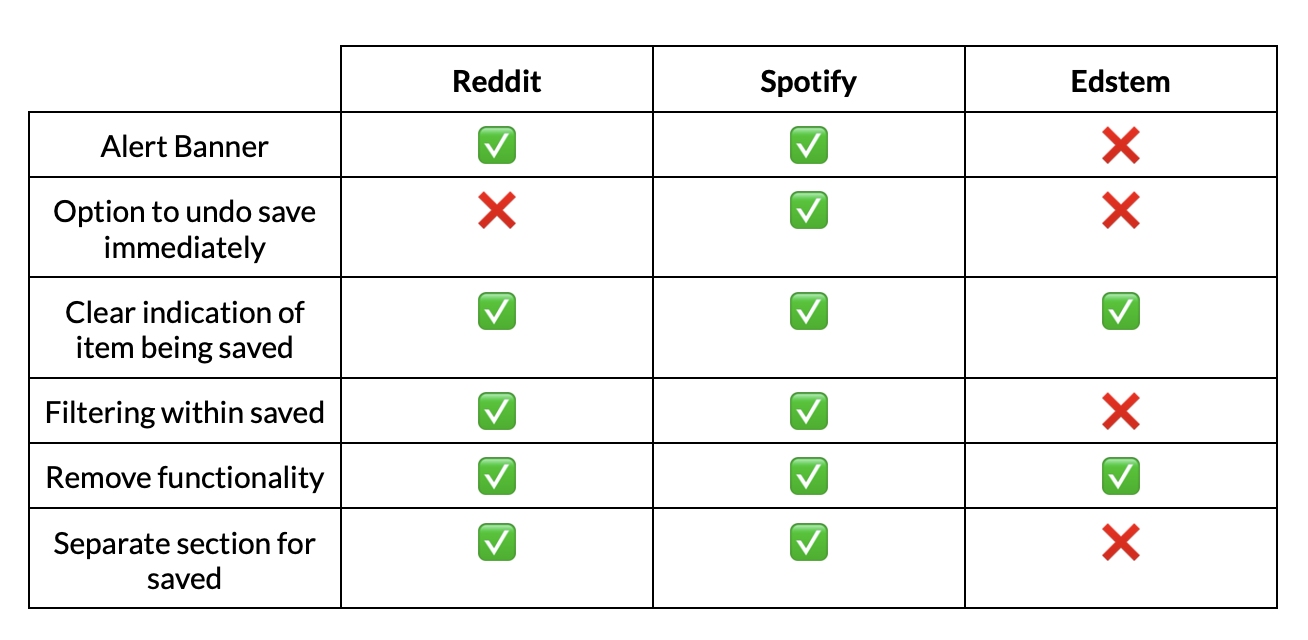 Reddit Spotify Edstem
Alert Banner ✅ ✅ ❌
Option to undo save ❌ ✅ ❌
immediately
Clear indication of ✅ ✅ ✅
item being saved
Filtering within saved ✅ ✅ ❌
Remove functionality ✅ ✅ ✅
Separate section for ✅ ✅ ❌
saved